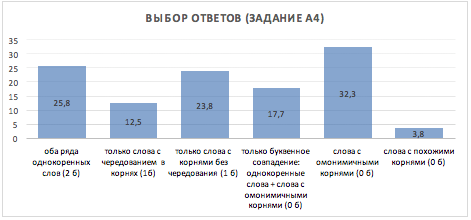 ВЫБОР ОТВЕТОВ (ЗАДАНИЕ А4)
35
30
25
20
15
10
5
0
25,8
12,5
23,8
17,7
32,3
3,8
оба ряда
однокоренных
слов (2 б)
только слова с
чередованием в
корнях (1б)
только слова с
корнями без
чередования (1 б)
только буквенное
совпадение:
однокоренные
слова + слова с
омонимичными
корнями (0 б)
слова с
омонимичными
корнями (0 б)
слова с похожими
корнями (0 б)